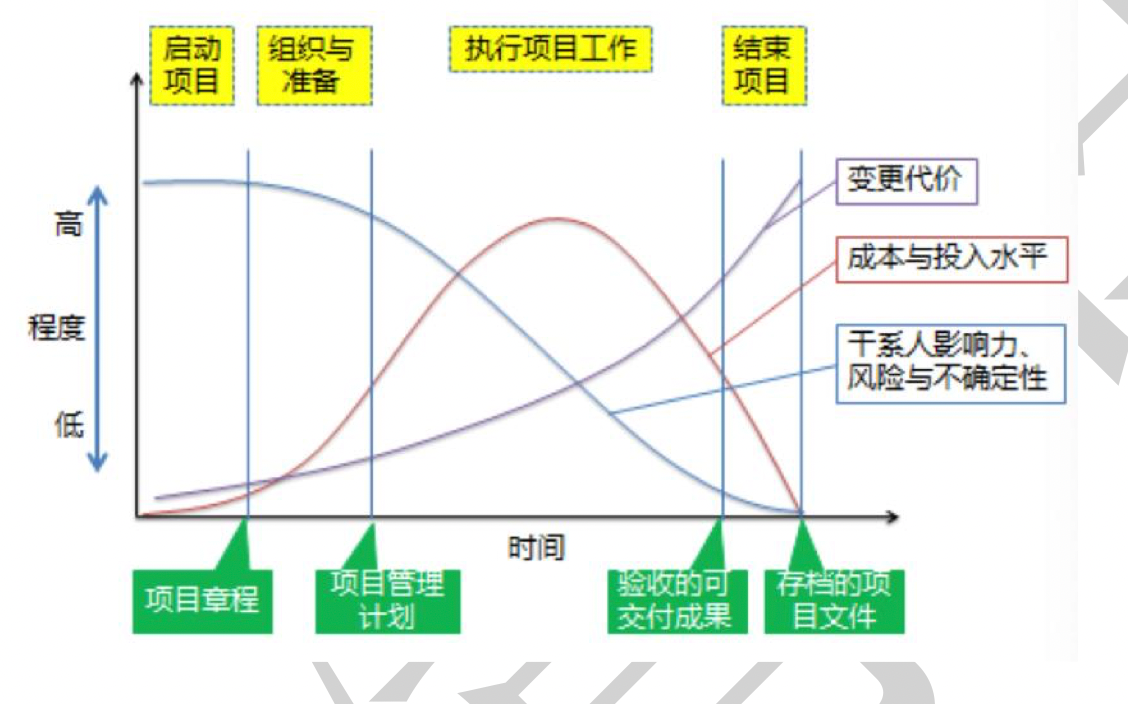 启动
项目
组织与
准备
执行项目工作
结束
项目
变更代价
高
成本与投入水平
程度
干系人影响力、
风险与不确定性
低
时间
项目章程
项目管理
计划
验收的可
交付成果
存档的项
目文件